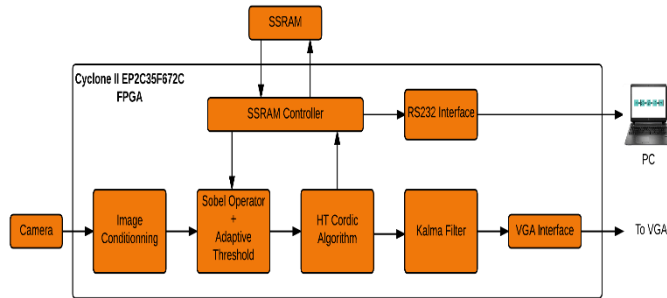 SSRAM
Cyclone II EP2C35F672C
FPGA
SSRAM Controller
RS232 Interface
PC
Camera
Image
Conditionning
Sobel Operator
+
Adaptive
Threshold
HT Cordic
Algorithm
Kalma Filter
VGA Interface
To VGA